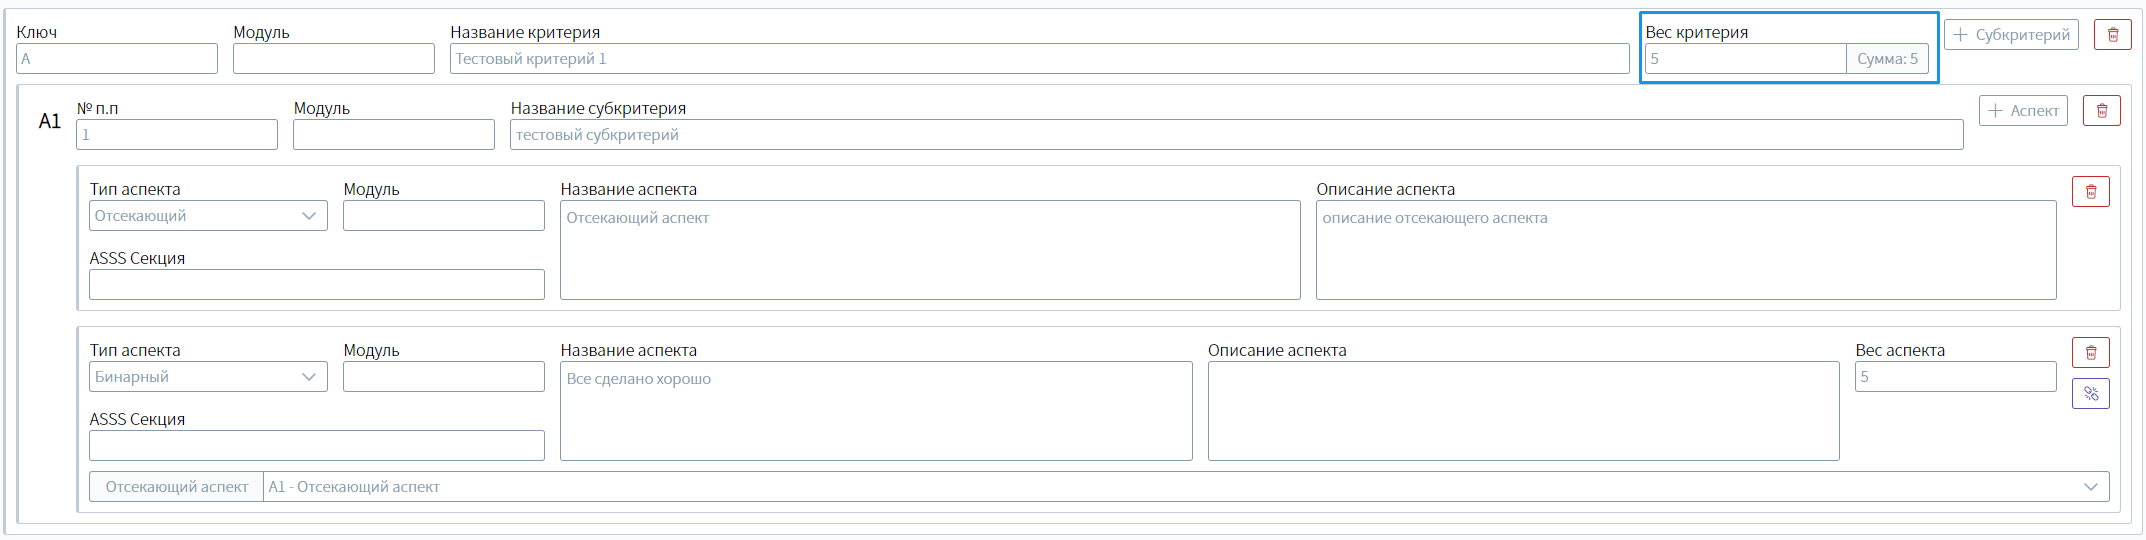 Ключ Модуль Название критерия Вес критерия
A Тестовый критерий 1 5 Сумма: 5 + Субкритерий
A1 № п.п Модуль Название субкритерия
1 тестовый субкритерий + Аспект
Тип аспекта Модуль Название аспекта Описание аспекта
Отсекающий Отсекающий аспект описание отсекающего аспекта
ASSS Секция
Тип аспекта Модуль Название аспекта Описание аспекта Вес аспекта
Бинарный Все сделано хорошо 5
ASSS Секция
Отсекающий аспект A1 - Отсекающий аспект